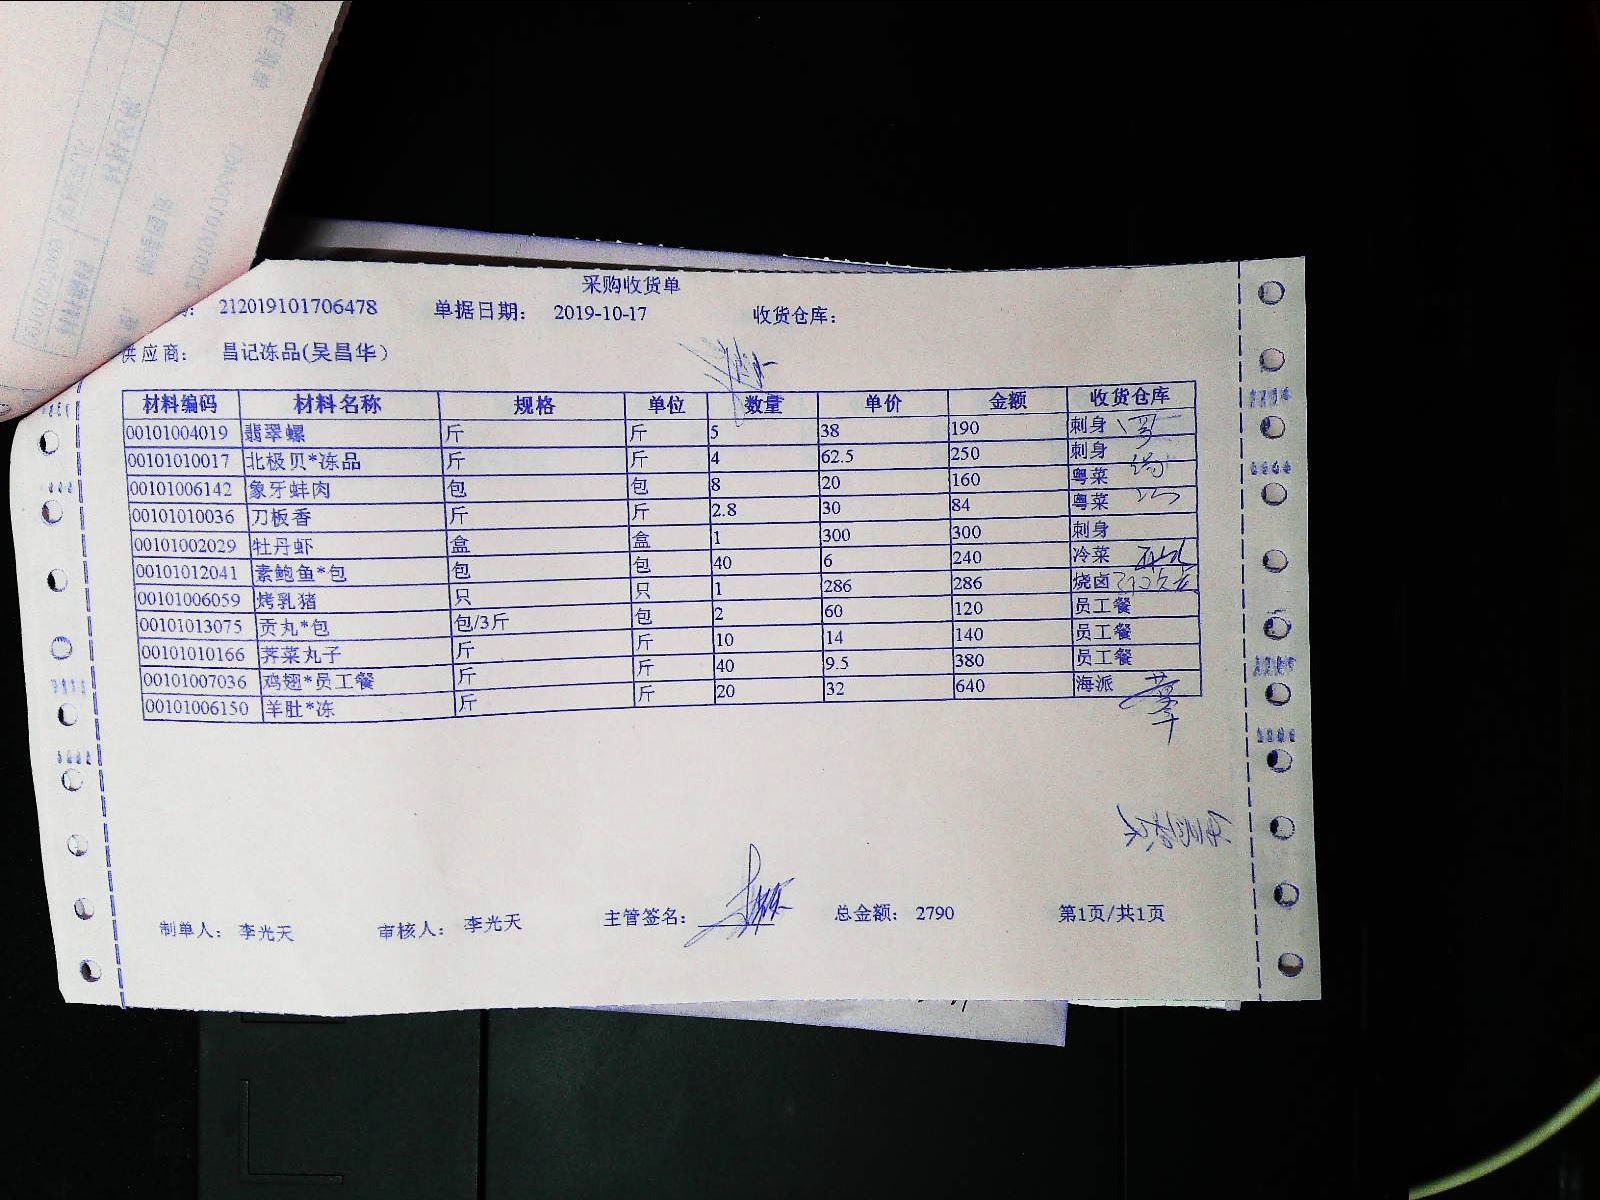 采购收货单
212019101706478 单据日期: 2019-10-17 收货仓库:
供应商: 昌记冻品(吴昌华)
材料编码 材料名称 规格 单位 数量 单价 金额 收货仓库
00101004019 翡翠螺 斤 斤 5 38 190 刺身
00101010017 北极贝*冻品 斤 斤 4 62.5 250 刺身
00101006142 象牙蚌肉 包 包 8 20 160 粤菜
00101010036 刀板香 斤 斤 2.8 30 84 粤菜
00101002029 牡丹虾 盒 盒 1 300 300 刺身
00101012041 素鲍鱼*包 包 包 40 6 240 冷菜
00101006059 烤乳猪 只 只 1 286 286 烧卤
00101013075 贡丸*包 包/3斤 包 2 60 120 员工餐
00101010166 荠菜丸子 斤 斤 10 14 140 员工餐
00101007036 鸡翅*员工餐 斤 斤 40 9.5 380 员工餐
00101006150 羊肚*冻 斤 斤 20 32 640 海派
制单人: 李光天 审核人: 李光天 主管签名: 总金额: 2790 第1页/共1页